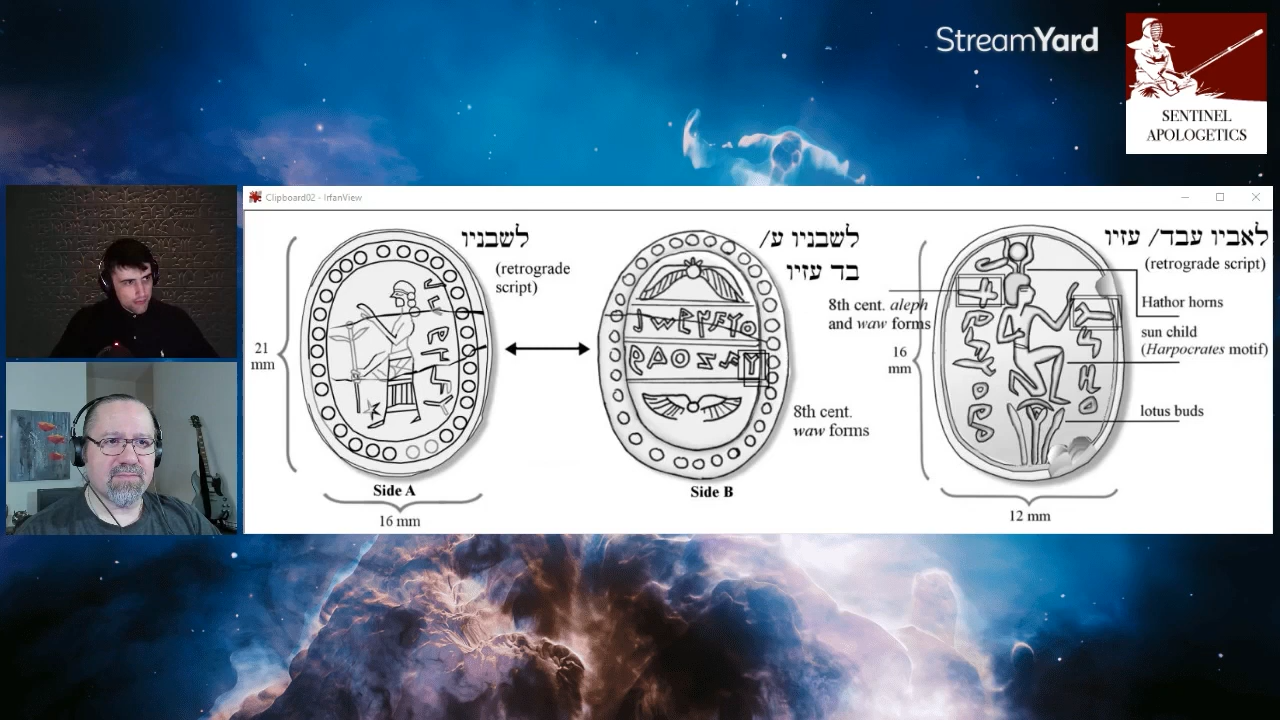 StreamYard
SENTINEL
APOLOGETICS
Clipboard02 - IrfanView
לשבניו
(retrograde
script)
21
mm
Side A
16 mm
לשבניו ע/
בד עזיו
8th cent.
waw forms
Side B
לאביו עבד/ עזיו
(retrograde script)
8th cent. aleph
and waw forms
16
mm
Hathor horns
sun child
(Harpocrates motif)
lotus buds
12 mm